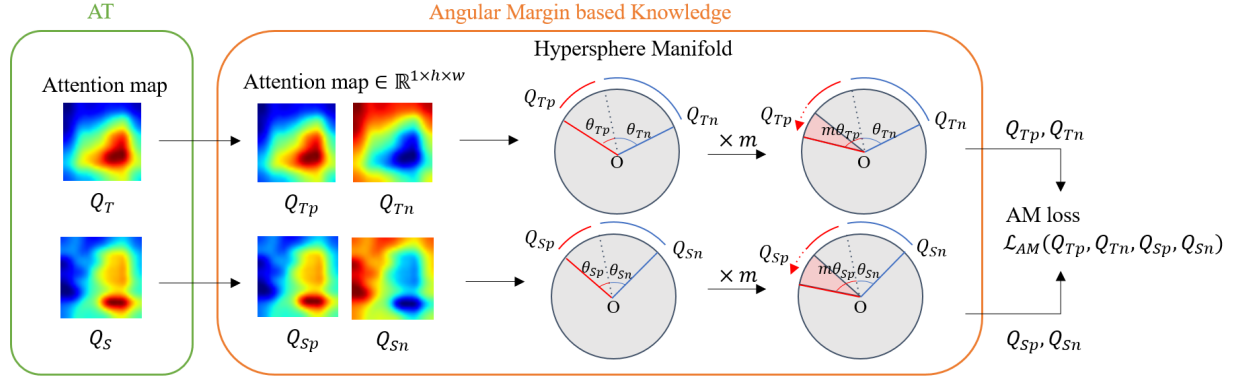 AT
Angular Margin based Knowledge
Hypersphere Manifold
Attention map
Attention map ∈ ℝ^{1×h×w}
Q_T
Q_{Tp}
Q_{Tn}
Q_{Tp}
θ_{Tp}
θ_{Tn}
Q_{Tn}
O
× m
Q_{Tp}
mθ_{Tp}
θ_{Tn}
Q_{Tn}
O
Q_{Tp}, Q_{Tn}
AM loss
ℒ_{AM}(Q_{Tp}, Q_{Tn}, Q_{Sp}, Q_{Sn})
Q_S
Q_{Sp}
Q_{Sn}
Q_{Sp}
θ_{Sp}
θ_{Sn}
Q_{Sn}
O
× m
Q_{Sp}
mθ_{Sp}
θ_{Sn}
Q_{Sn}
O
Q_{Sp}, Q_{Sn}